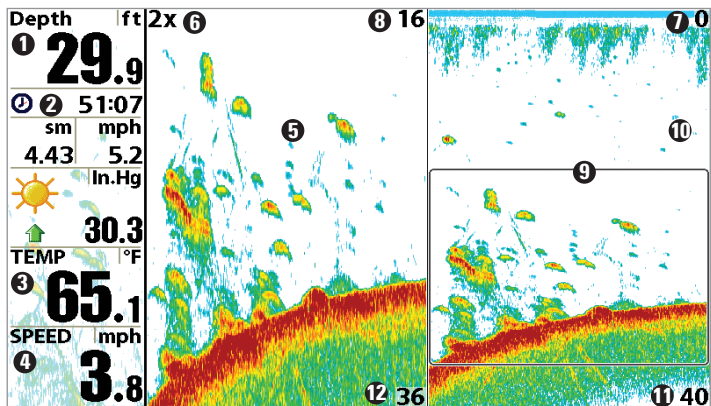 Depth ft
1 29.9
2 51:07
sm mph
4.43 5.2
In.Hg
30.3
TEMP °F
3 65.1
SPEED mph
4 3.8
2x 6 8 16
5
12 36
7 0
10
9
11 40